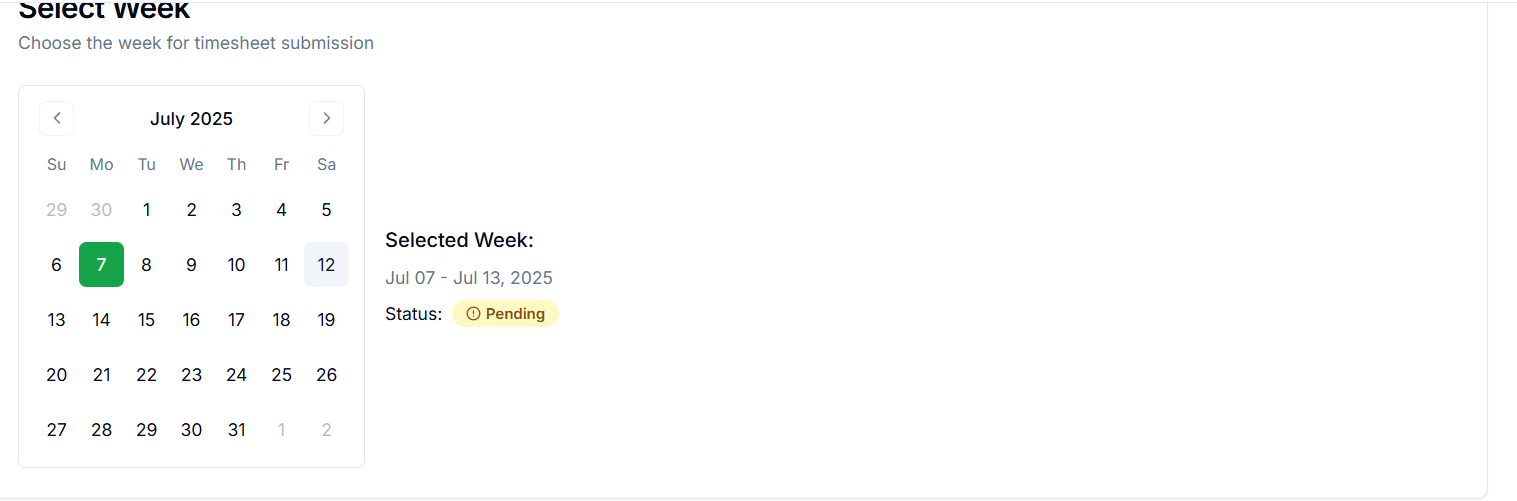 Select Week
Choose the week for timesheet submission
July 2025
Su Mo Tu We Th Fr Sa
29 30 1 2 3 4 5
6 7 8 9 10 11 12
13 14 15 16 17 18 19
20 21 22 23 24 25 26
27 28 29 30 31 1 2
Selected Week:
Jul 07 - Jul 13, 2025
Status: Pending